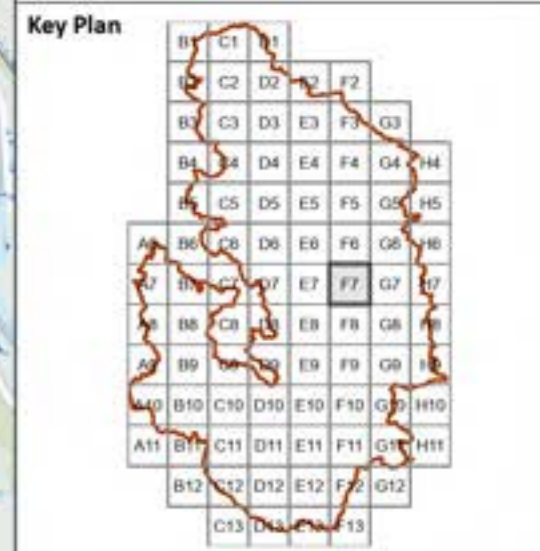 Key Plan
B1 C1 D1
B2 C2 D2 E2 F2
B3 C3 D3 E3 F3 G3
B4 C4 D4 E4 F4 G4 H4
B5 C5 D5 E5 F5 G5 H5
A6 B6 C6 D6 E6 F6 G6 H6
A7 B7 C7 D7 E7 F7 G7 H7
A8 B8 C8 D8 E8 F8 G8 H8
A9 B9 C9 D9 E9 F9 G9 H9
A10 B10 C10 D10 E10 F10 G10 H10
A11 B11 C11 D11 E11 F11 G11 H11
B12 C12 D12 E12 F12 G12
C13 D13 E13 F13